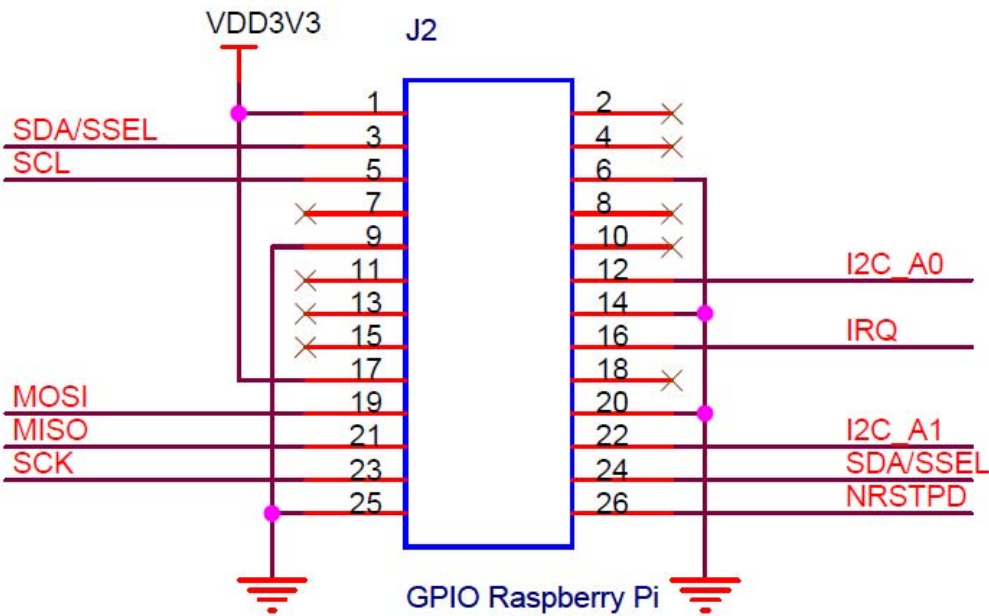 VDD3V3
J2
1 2
SDA/SSEL 3 4
SCL 5 6
7 8
9 10
11 12 I2C_A0
13 14
15 16 IRQ
17 18
MOSI 19 20
MISO 21 22 I2C_A1
SCK 23 24 SDA/SSEL
25 26 NRSTPD
GPIO Raspberry Pi